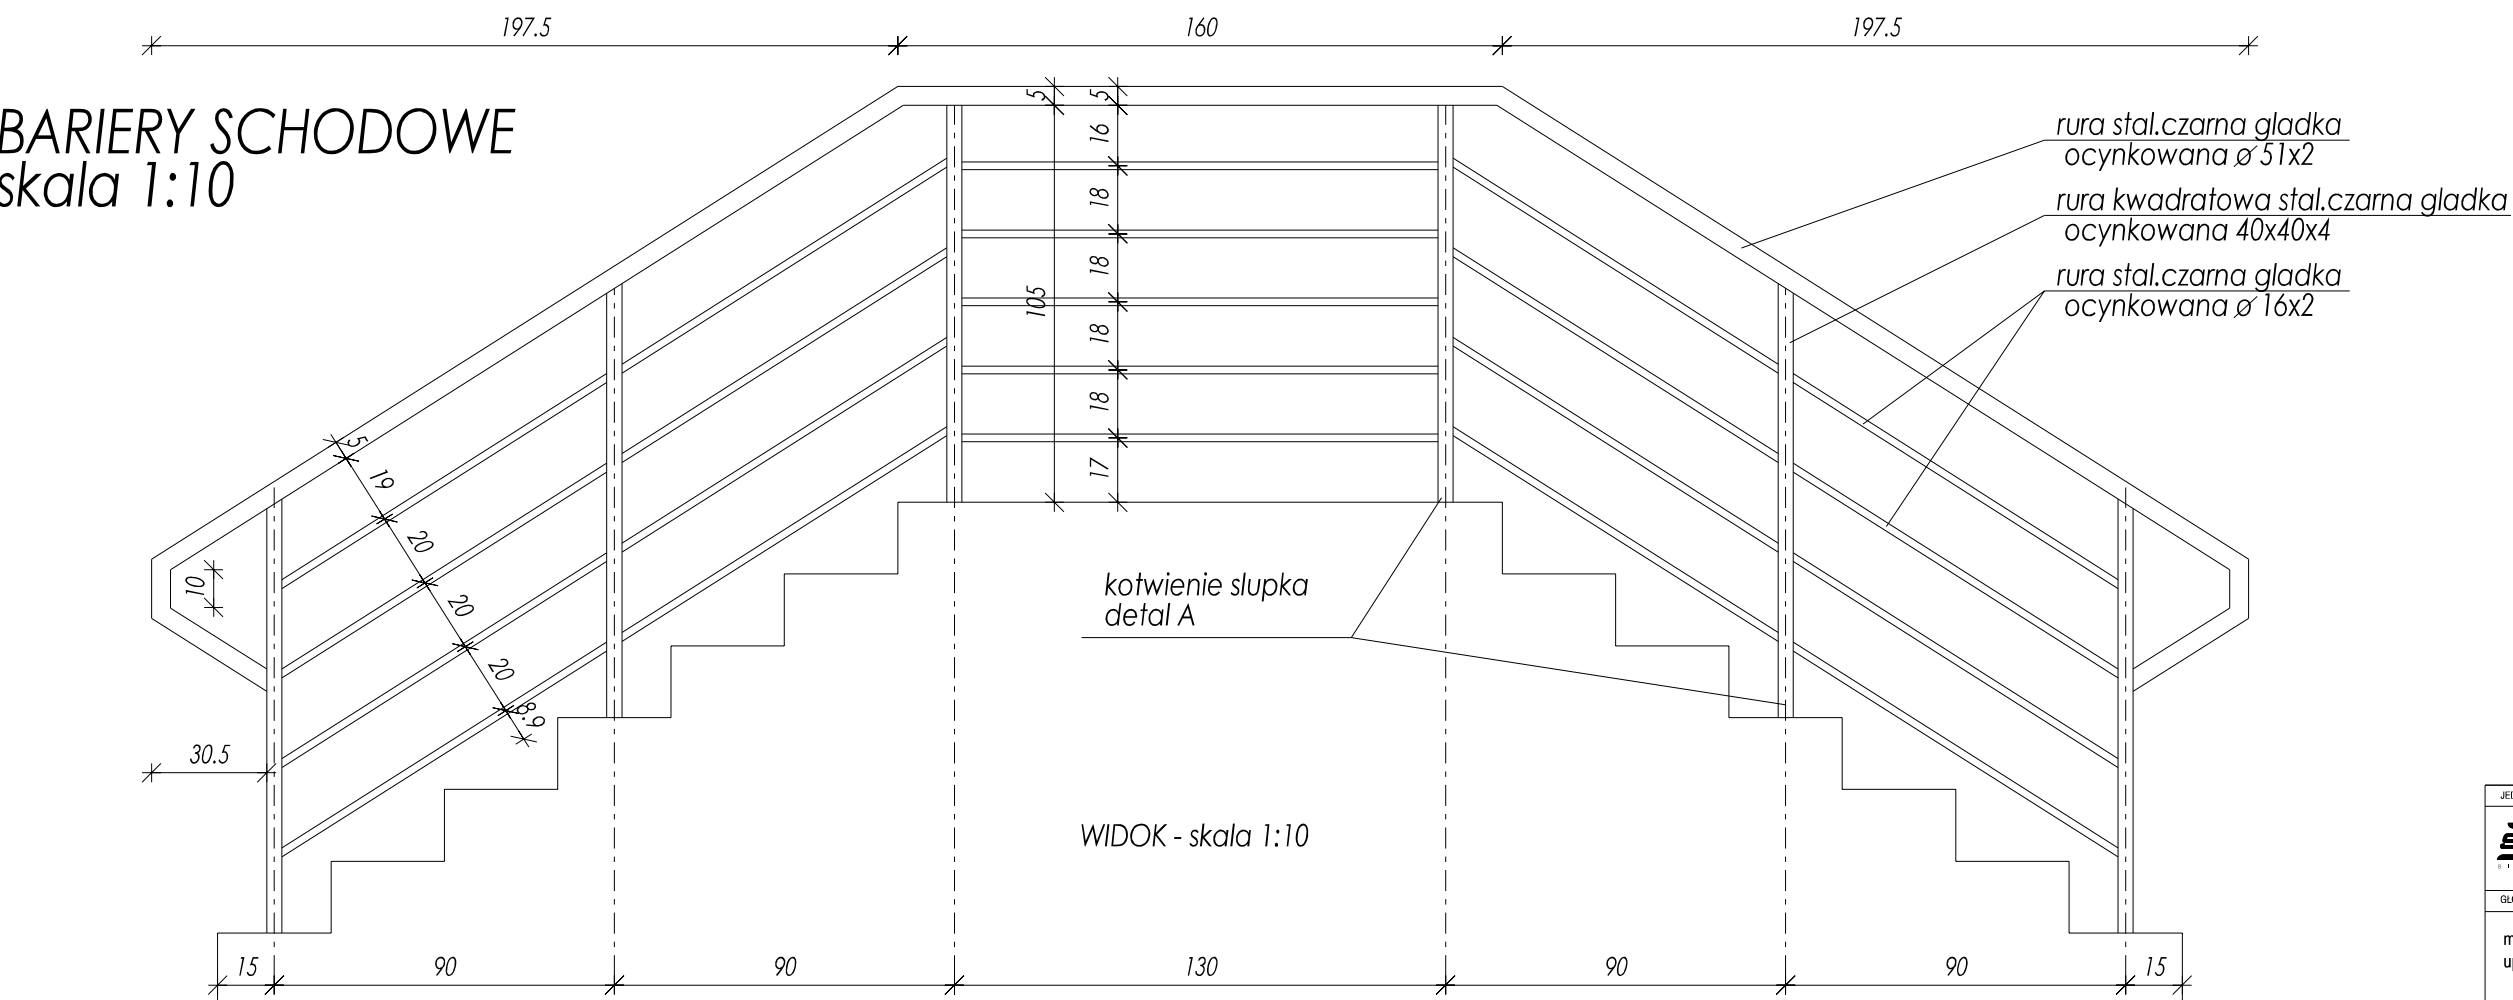 197.5
160
197.5
BARIERY SCHODOWE
skala 1:10
5
5
16
18
18
18
18
17
105
rura stal.czarna gladka
ocynkowana ø 51x2
rura kwadratowa stal.czarna gladka
ocynkowana 40x40x4
rura stal.czarna gladka
ocynkowana ø 16x2
5
19
20
20
20
8.9
10
30.5
kotwienie slupka
detal A
WIDOK - skala 1:10
15
90
90
130
90
90
15